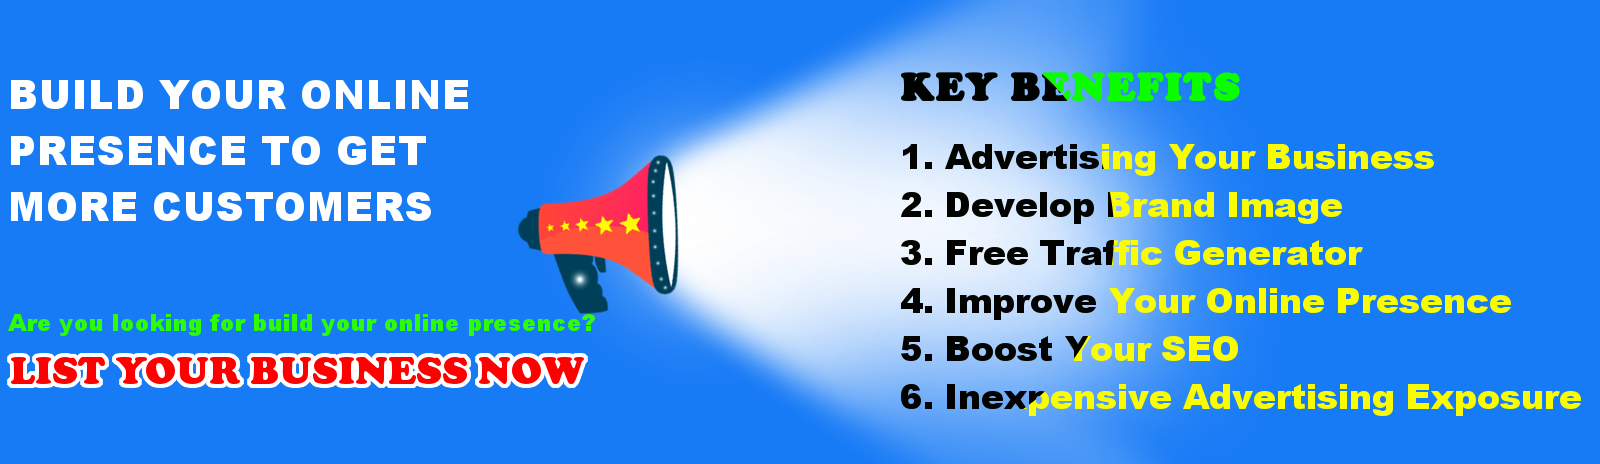 BUILD YOUR ONLINE
PRESENCE TO GET
MORE CUSTOMERS
Are you looking for build your online presence?
LIST YOUR BUSINESS NOW
KEY BENEFITS
1. Advertising Your Business
2. Develop Brand Image
3. Free Traffic Generator
4. Improve Your Online Presence
5. Boost Your SEO
6. Inexpensive Advertising Exposure